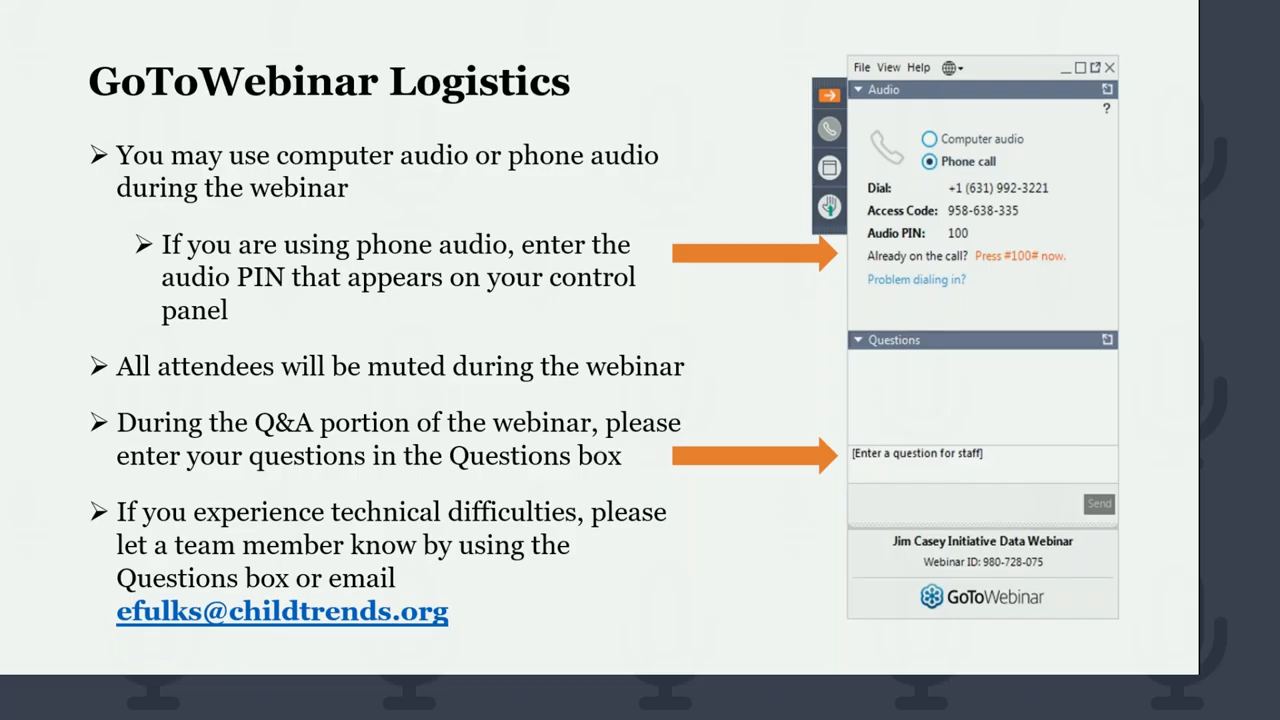 GoToWebinar Logistics
➢ You may use computer audio or phone audio
during the webinar
➢ If you are using phone audio, enter the
audio PIN that appears on your control
panel
➢ All attendees will be muted during the webinar
➢ During the Q&A portion of the webinar, please
enter your questions in the Questions box
➢ If you experience technical difficulties, please
let a team member know by using the
Questions box or email
efulks@childtrends.org
File View Help
Audio
?
Computer audio
Phone call
Dial: +1 (631) 992-3221
Access Code: 958-638-335
Audio PIN: 100
Already on the call? Press #100# now.
Problem dialing in?
Questions
[Enter a question for staff]
Send
Jim Casey Initiative Data Webinar
Webinar ID: 980-728-075
GoToWebinar